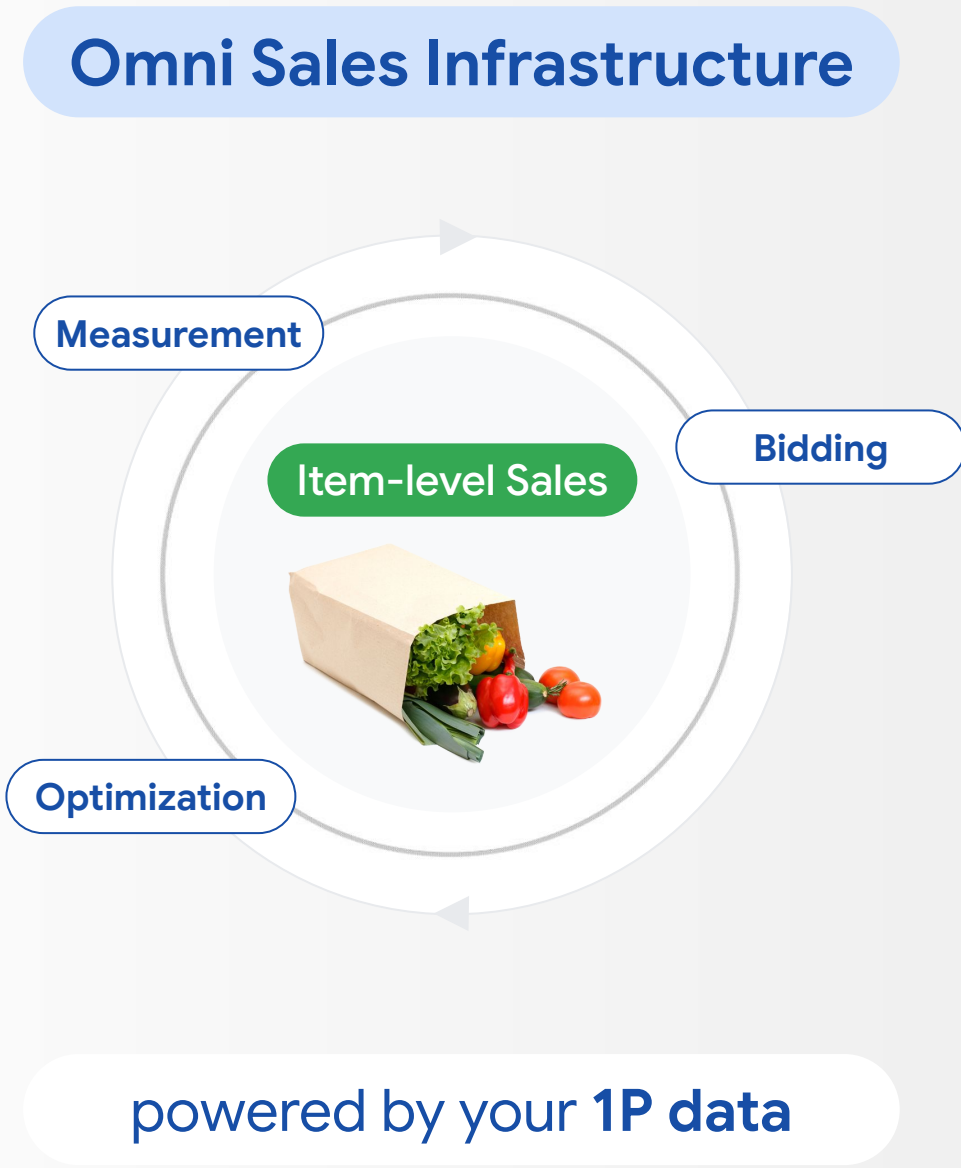 Omni Sales Infrastructure
Measurement
Bidding
Item-level Sales
Optimization
powered by your 1P data